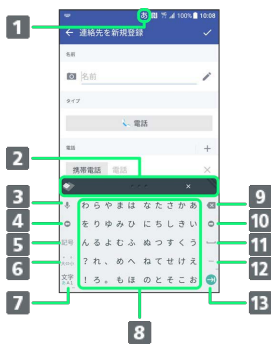 1
あ 100% 10:08
← 連絡先を新規登録 ✓
名前
名前
タイプ
電話
電話 +
携帯電話 電話 ×
2
×
3 わらやまはなたさかあ 9
4 をりゆみひにちしきい 10
5 記号 んるよむふぬつすくう 11
6 ?れ、めへねてせけえ 12
7 文字 !ろ。もほのとそこお 13
8